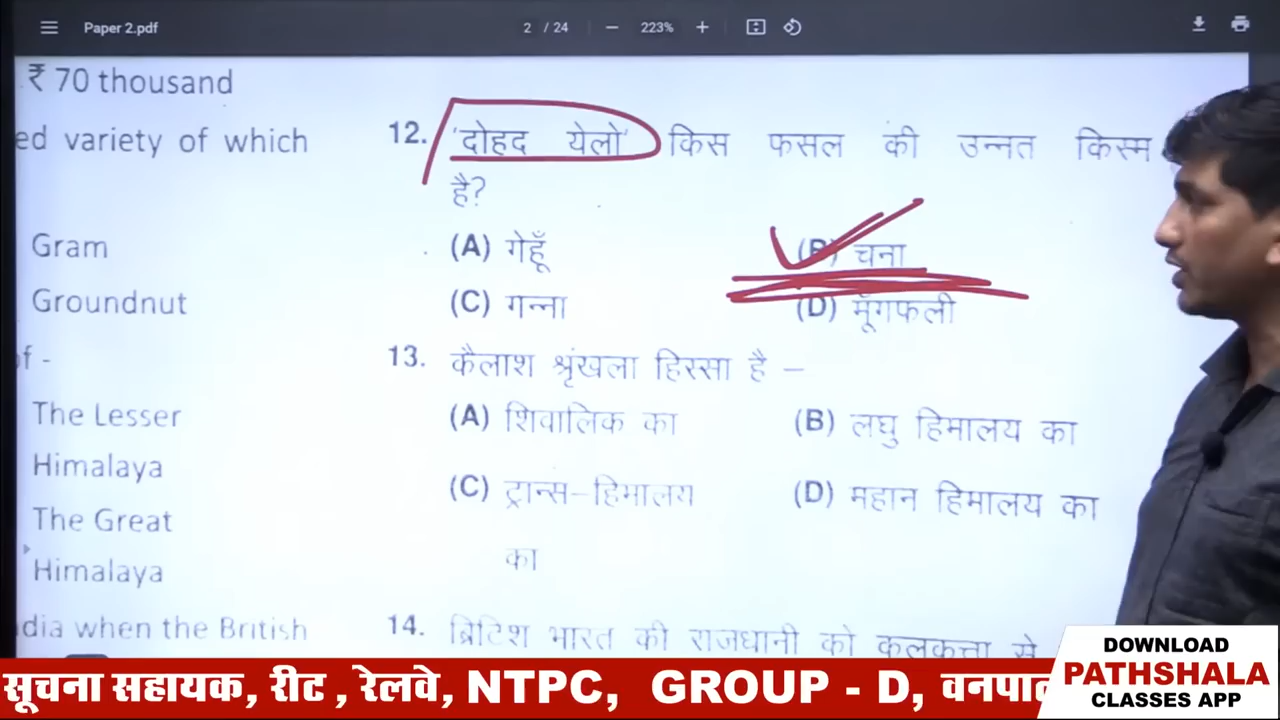 Paper 2.pdf
2 / 24
223%
₹ 70 thousand
ed variety of which
Gram
Groundnut
of -
The Lesser
Himalaya
The Great
Himalaya
dia when the British
12. 'दोहद येलो' किस फसल की उन्नत किस्म
है?
(A) गेहूँ (B) चना
(C) गन्ना (D) मूँगफली
13. कैलाश श्रृंखला हिस्सा है –
(A) शिवालिक का (B) लघु हिमालय का
(C) ट्रान्स–हिमालय (D) महान हिमालय का
का
14. ब्रिटिश भारत की राजधानी को कलकत्ता से
सूचना सहायक, रीट , रेलवे, NTPC, GROUP - D, वनपाल
DOWNLOAD
PATHSHALA
CLASSES APP